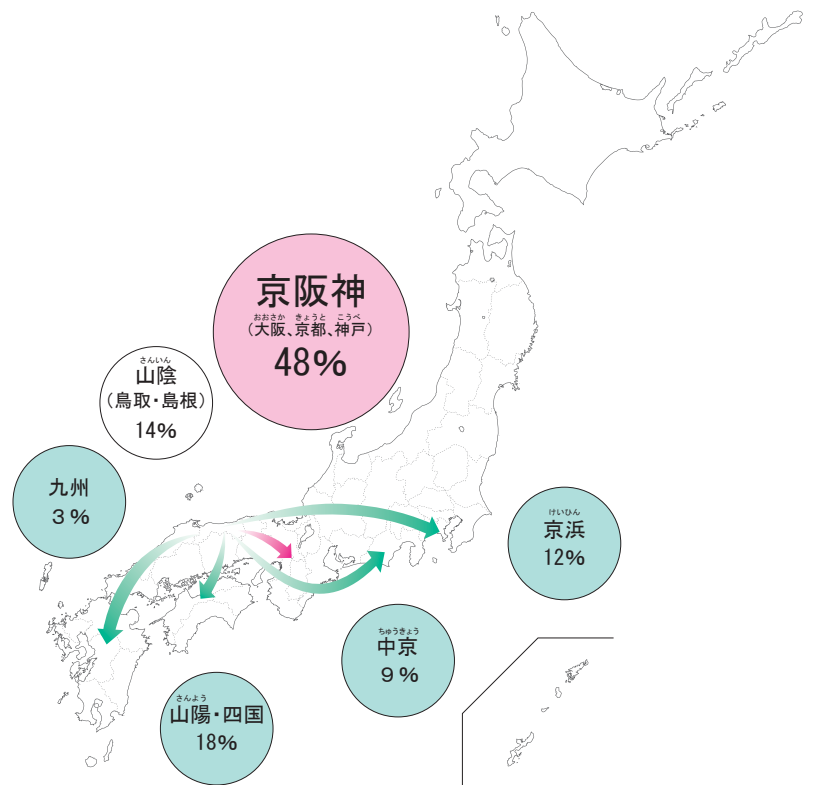 京阪神
おおさか きょうと こうべ
(大阪、京都、神戸)
48%
さんいん
山陰
(鳥取・島根)
14%
九州
3%
けいひん
京浜
12%
ちゅうきょう
中京
9%
さんよう
山陽・四国
18%